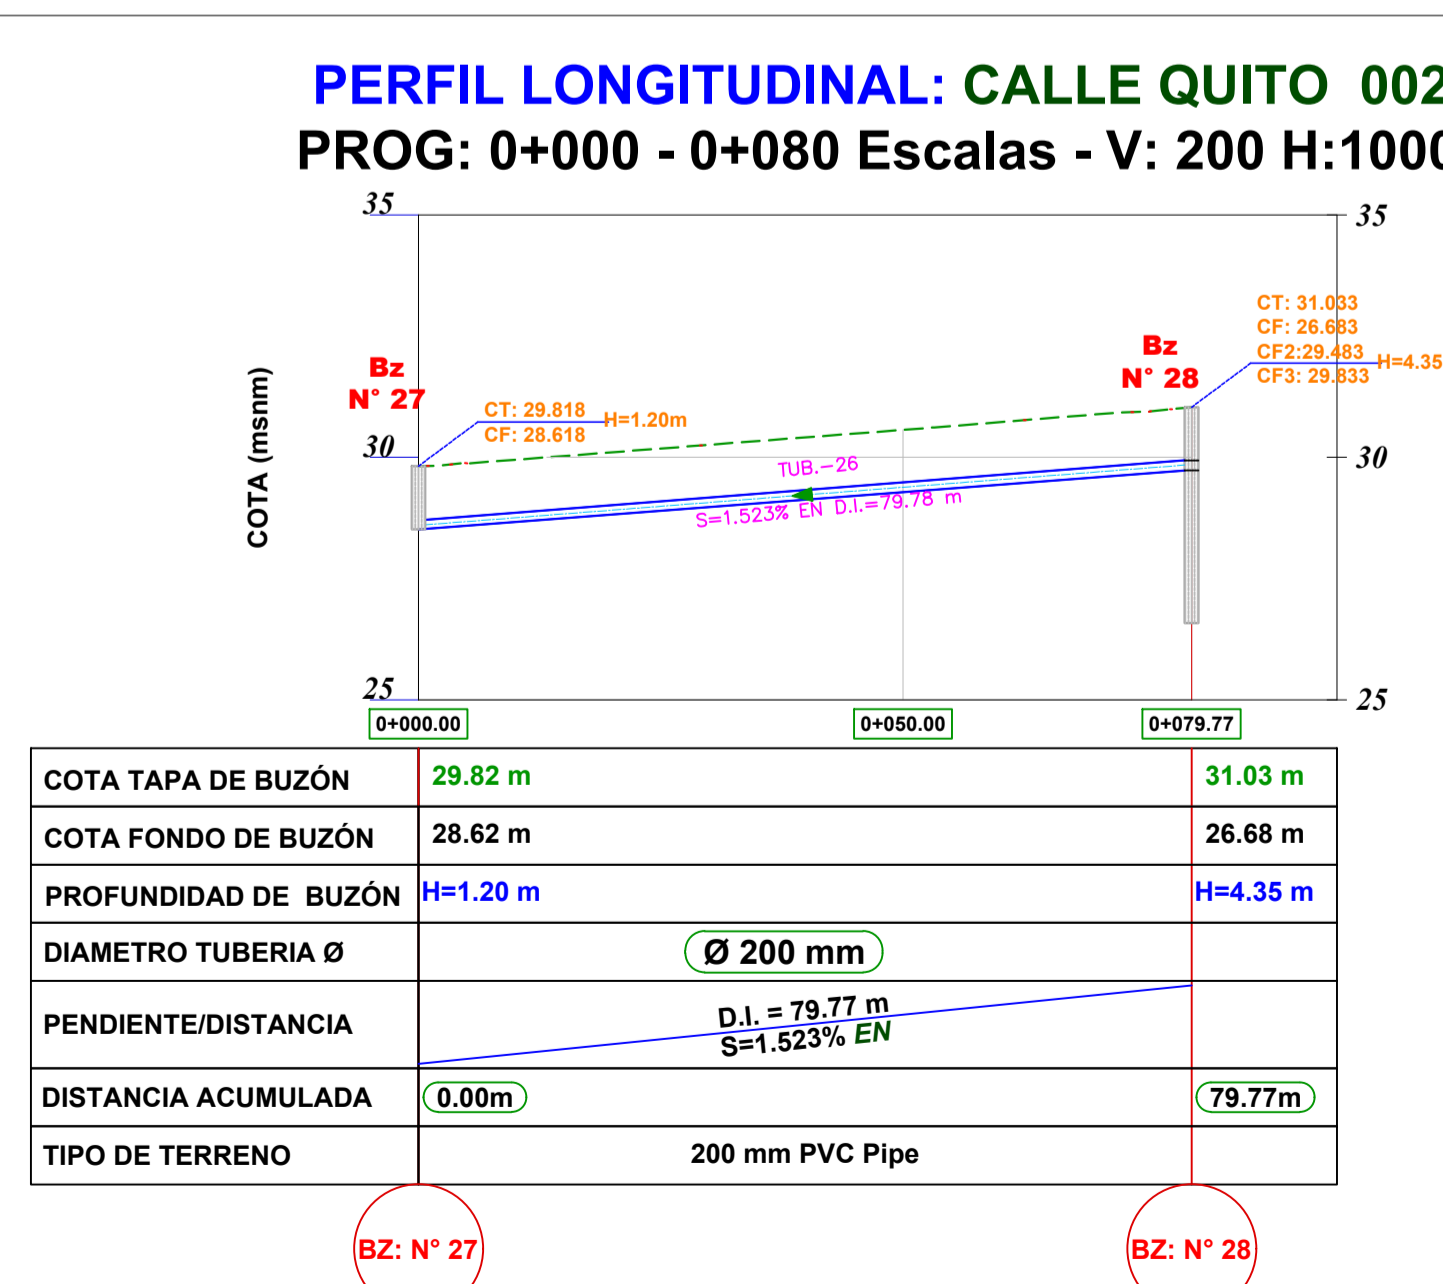 PERFIL LONGITUDINAL: CALLE QUITO 002
PROG: 0+000 - 0+080 Escalas - V: 200 H:1000
35
35
CT: 31.033
CF: 26.683
CF2:29.483
H=4.35
CF3: 29.833
Bz
N° 28
Bz
N° 27
CT: 29.818
H=1.20m
CF: 28.618
COTA (msnm)
30
30
TUB.-26
S=1.523% EN D.I.=79.78 m
25
25
0+000.00
0+050.00
0+079.77
COTA TAPA DE BUZÓN 29.82 m 31.03 m
COTA FONDO DE BUZÓN 28.62 m 26.68 m
PROFUNDIDAD DE BUZÓN H=1.20 m H=4.35 m
DIAMETRO TUBERIA Ø Ø 200 mm
PENDIENTE/DISTANCIA D.I. = 79.77 m
S=1.523% EN
DISTANCIA ACUMULADA 0.00m 79.77m
TIPO DE TERRENO 200 mm PVC Pipe
BZ: N° 27 BZ: N° 28